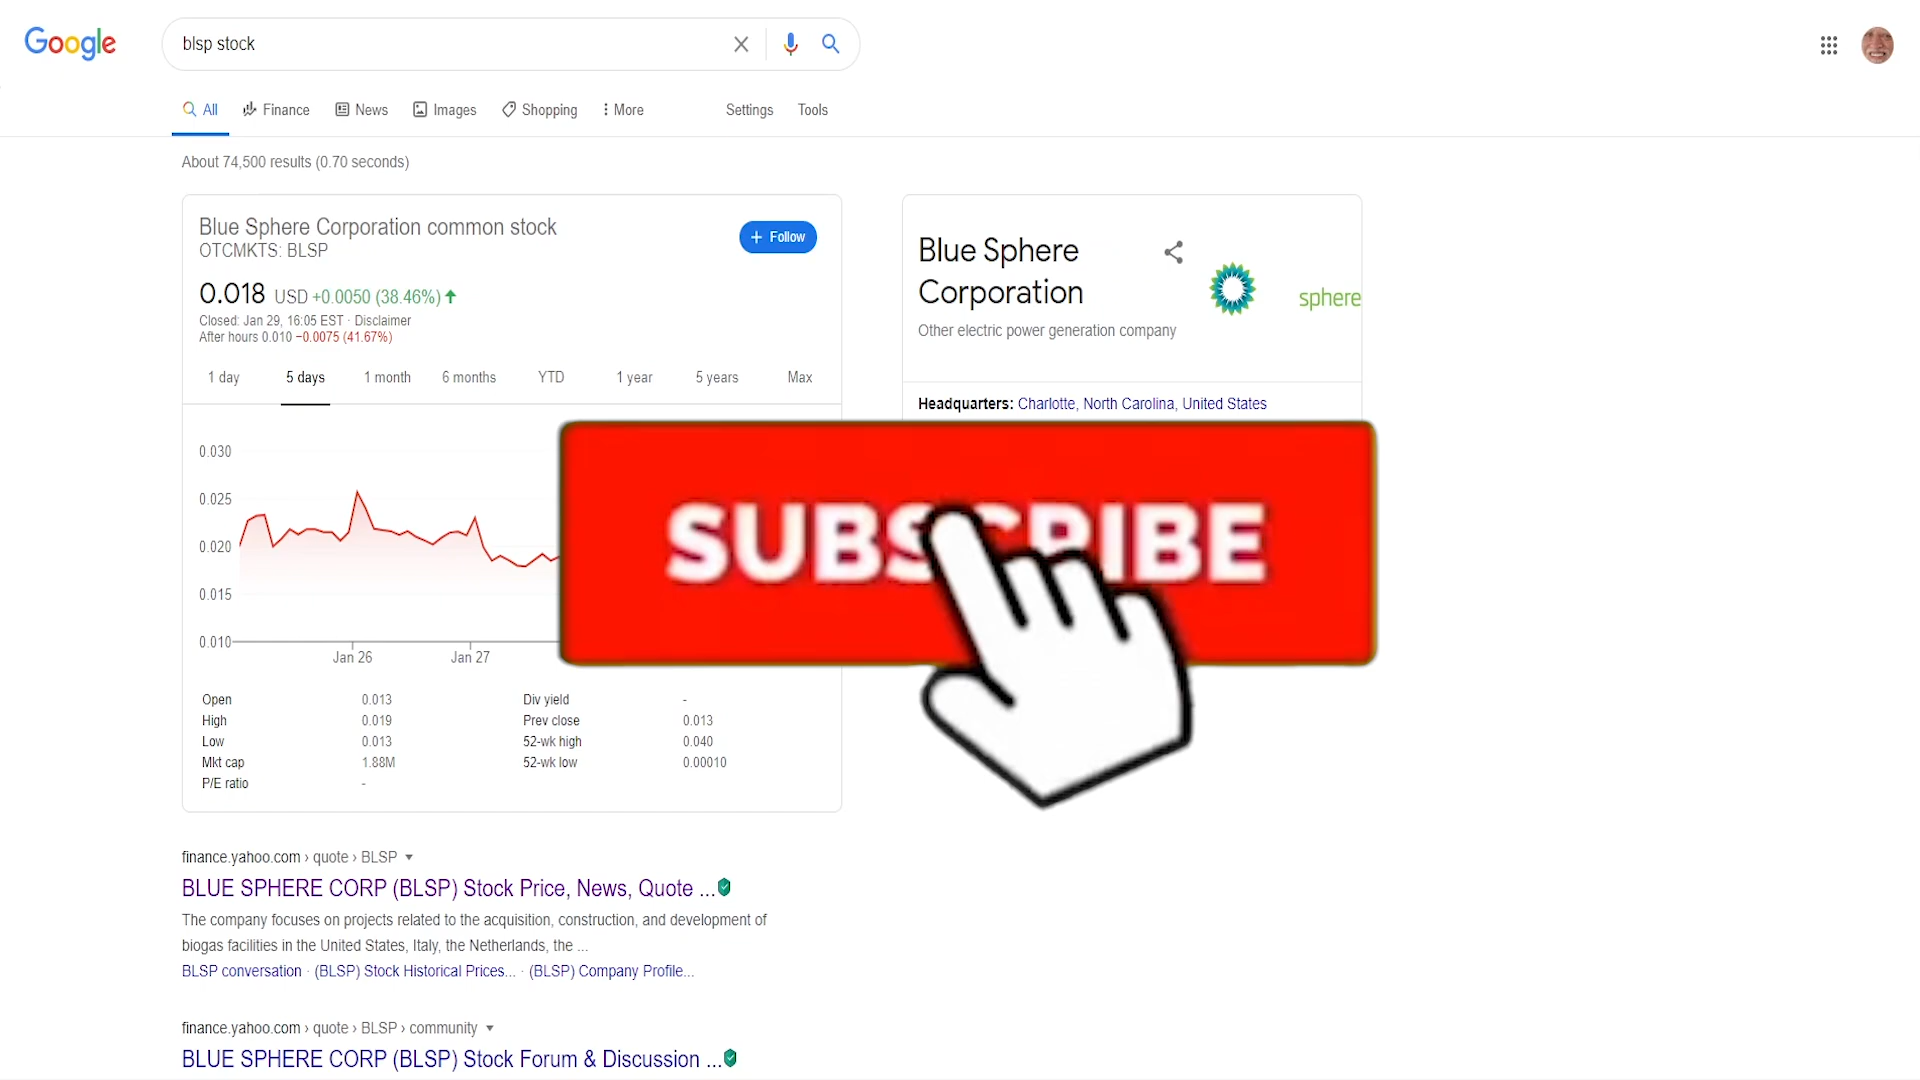 Google
blsp stock
All Finance News Images Shopping More Settings Tools
About 74,500 results (0.70 seconds)
Blue Sphere Corporation common stock
OTCMKTS: BLSP
+ Follow
0.018 USD +0.0050 (38.46%)
Closed: Jan 29, 16:05 EST · Disclaimer
After hours 0.010 −0.0075 (41.67%)
1 day 5 days 1 month 6 months YTD 1 year 5 years Max
0.030
0.025
0.020
0.015
0.010
Jan 26 Jan 27
Open 0.013 Div yield -
High 0.019 Prev close 0.013
Low 0.013 52-wk high 0.040
Mkt cap 1.88M 52-wk low 0.00010
P/E ratio -
Blue Sphere
Corporation
sphere
Other electric power generation company
Headquarters: Charlotte, North Carolina, United States
SUBSCRIBE
finance.yahoo.com › quote › BLSP
BLUE SPHERE CORP (BLSP) Stock Price, News, Quote ...
The company focuses on projects related to the acquisition, construction, and development of
biogas facilities in the United States, Italy, the Netherlands, the ...
BLSP conversation · (BLSP) Stock Historical Prices... · (BLSP) Company Profile...
finance.yahoo.com › quote › BLSP › community
BLUE SPHERE CORP (BLSP) Stock Forum & Discussion ...